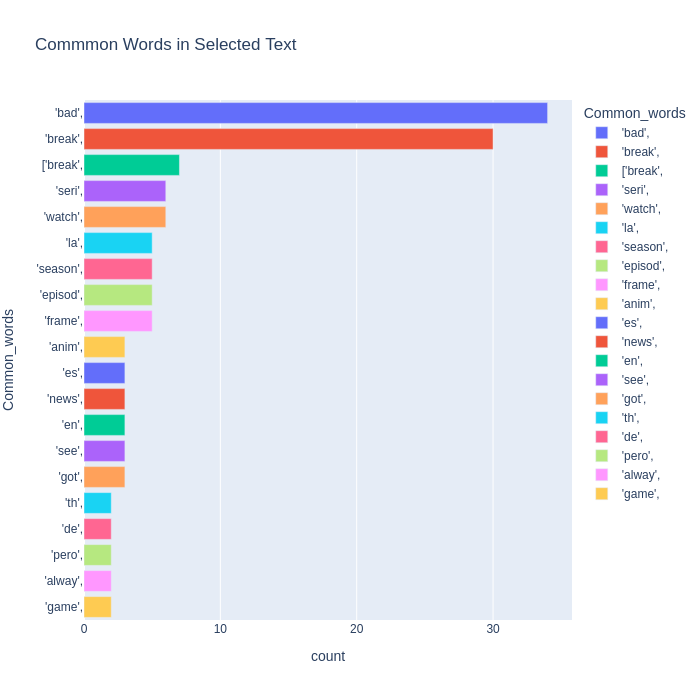 Commmon Words in Selected Text
Common_words
'bad',
'break',
['break',
'seri',
'watch',
'la',
'season',
'episod',
'frame',
'anim',
'es',
'news',
'en',
'see',
'got',
'th',
'de',
'pero',
'alway',
'game',
0 10 20 30
count
Common_words
'bad',
'break',
['break',
'seri',
'watch',
'la',
'season',
'episod',
'frame',
'anim',
'es',
'news',
'en',
'see',
'got',
'th',
'de',
'pero',
'alway',
'game',